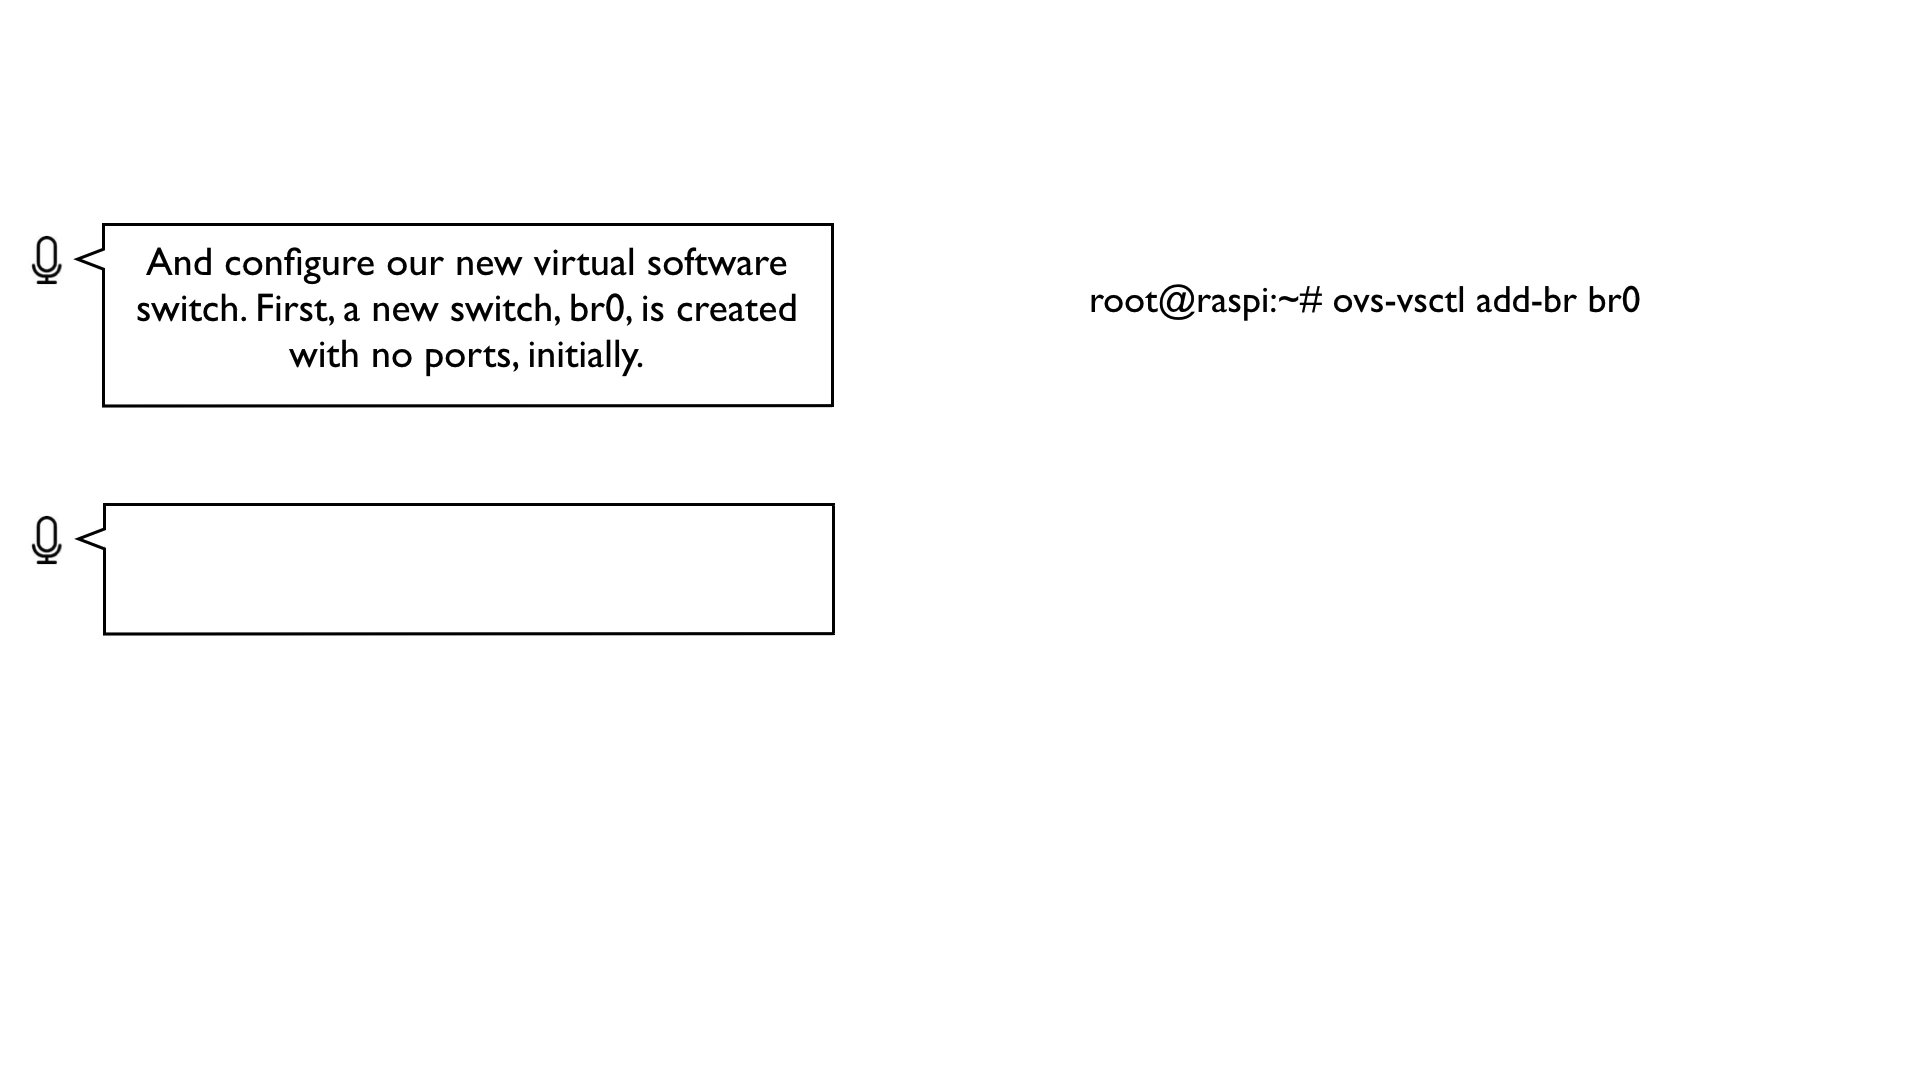 And configure our new virtual software
switch. First, a new switch, br0, is created
with no ports, initially.
root@raspi:~# ovs-vsctl add-br br0